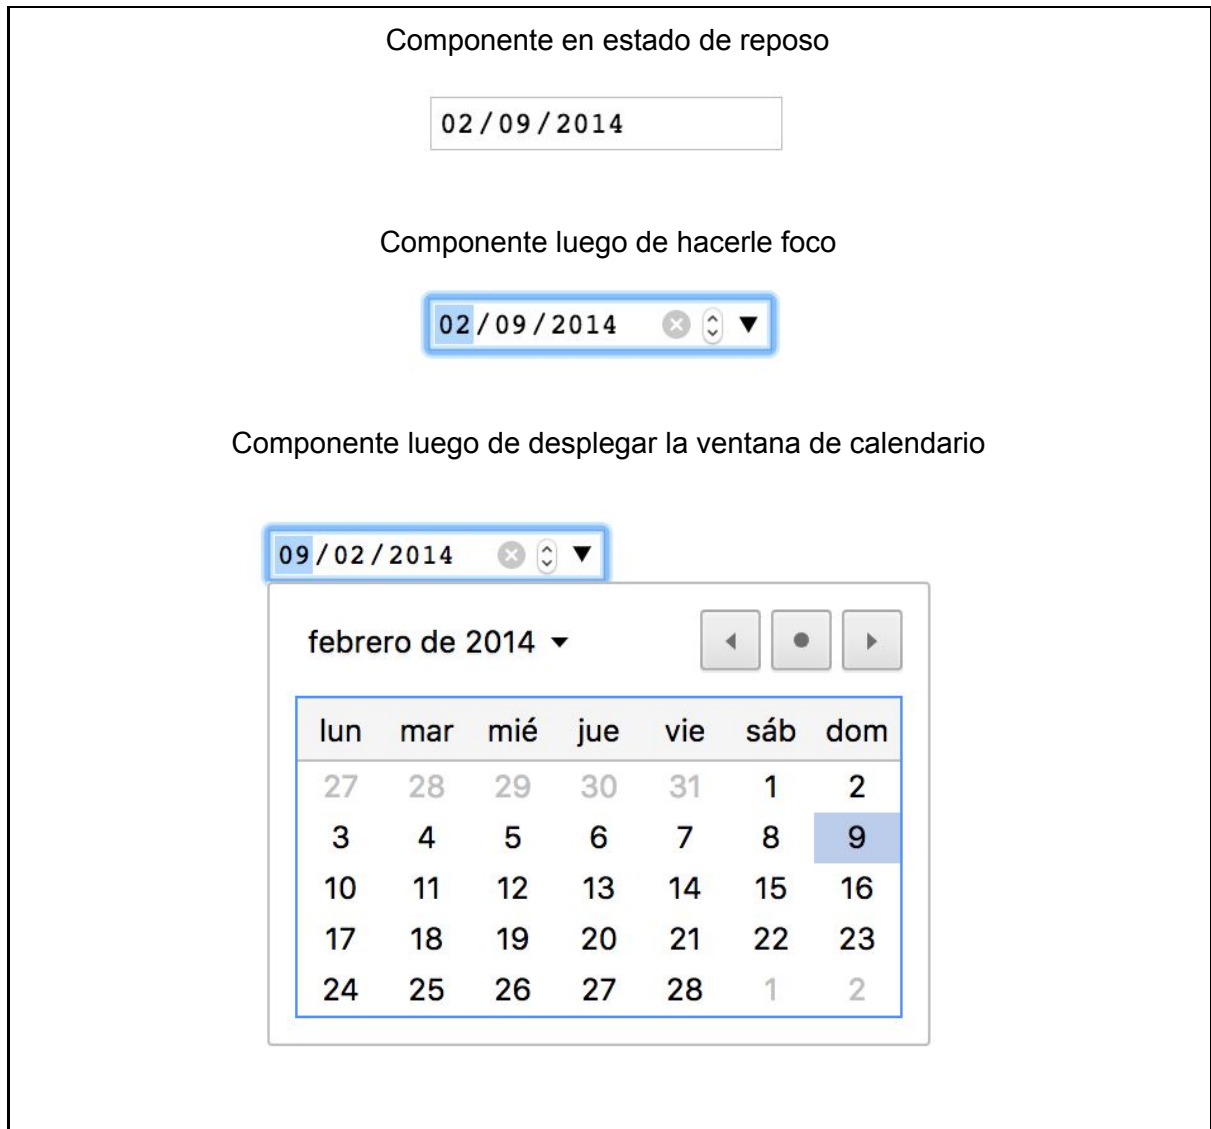 Componente en estado de reposo
02/09/2014
Componente luego de hacerle foco
02/09/2014
Componente luego de desplegar la ventana de calendario
09/02/2014
febrero de 2014
lun mar mié jue vie sáb dom
27 28 29 30 31 1 2
3 4 5 6 7 8 9
10 11 12 13 14 15 16
17 18 19 20 21 22 23
24 25 26 27 28 1 2